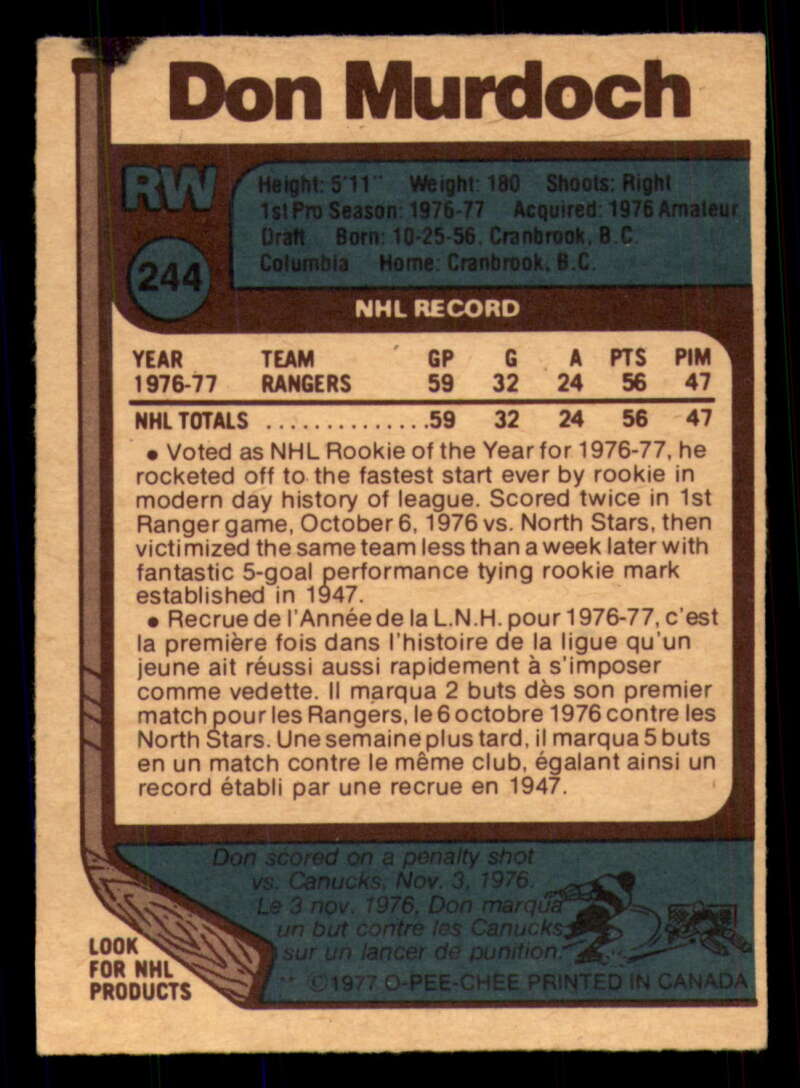 Don Murdoch
RW
Height: 5'11" Weight: 180 Shoots: Right
1st Pro Season: 1976-77 Acquired: 1976 Amateur
Draft Born: 10-25-56, Cranbrook, B.C.
Columbia Home: Cranbrook, B.C.
244
NHL RECORD
YEAR TEAM GP G A PTS PIM
1976-77 RANGERS 59 32 24 56 47
NHL TOTALS ..............59 32 24 56 47
• Voted as NHL Rookie of the Year for 1976-77, he
rocketed off to the fastest start ever by rookie in
modern day history of league. Scored twice in 1st
Ranger game, October 6, 1976 vs. North Stars, then
victimized the same team less than a week later with
fantastic 5-goal performance tying rookie mark
established in 1947.
• Recrue de l'Année de la L.N.H. pour 1976-77, c'est
la première fois dans l'histoire de la ligue qu'un
jeune ait réussi aussi rapidement à s'imposer
comme vedette. Il marqua 2 buts dès son premier
match pour les Rangers, le 6 octobre 1976 contre les
North Stars. Une semaine plus tard, il marqua 5 buts
en un match contre le même club, égalant ainsi un
record établi par une recrue en 1947.
Don scored on a penalty shot
vs. Canucks, Nov. 3, 1976.
Le 3 nov. 1976, Don marqua
un but contre les Canucks
sur un lancer de punition.
LOOK
FOR NHL
PRODUCTS
** ©1977 O-PEE-CHEE PRINTED IN CANADA